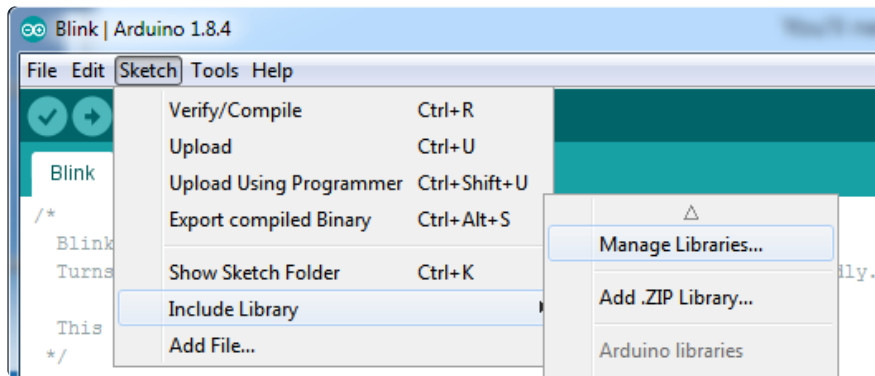 Blink | Arduino 1.8.4
File Edit Sketch Tools Help
Verify/Compile Ctrl+R
Upload Ctrl+U
Upload Using Programmer Ctrl+Shift+U
Export compiled Binary Ctrl+Alt+S
Show Sketch Folder Ctrl+K
Include Library
Add File...
Manage Libraries...
Add .ZIP Library...
Arduino libraries
Blink
/*
Blink
Turns
dly.
This
*/